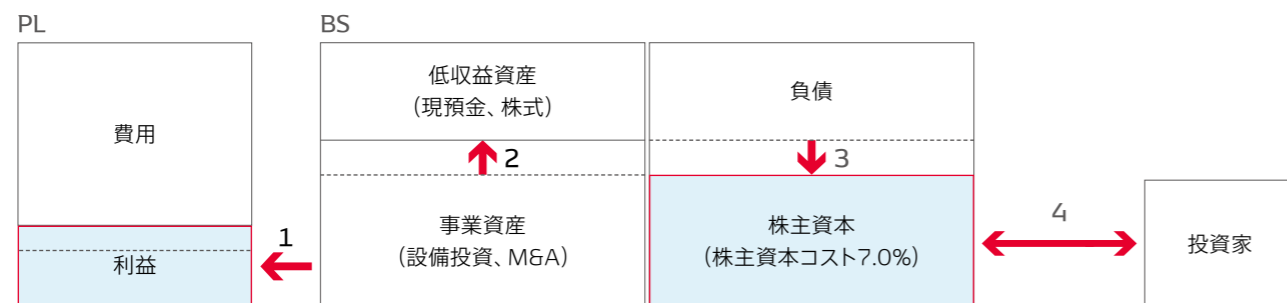 PL
費用
利益
1
BS
低収益資産
（現預金、株式）
2
事業資産
（設備投資、M&A）
負債
3
株主資本
（株主資本コスト7.0%）
4
投資家